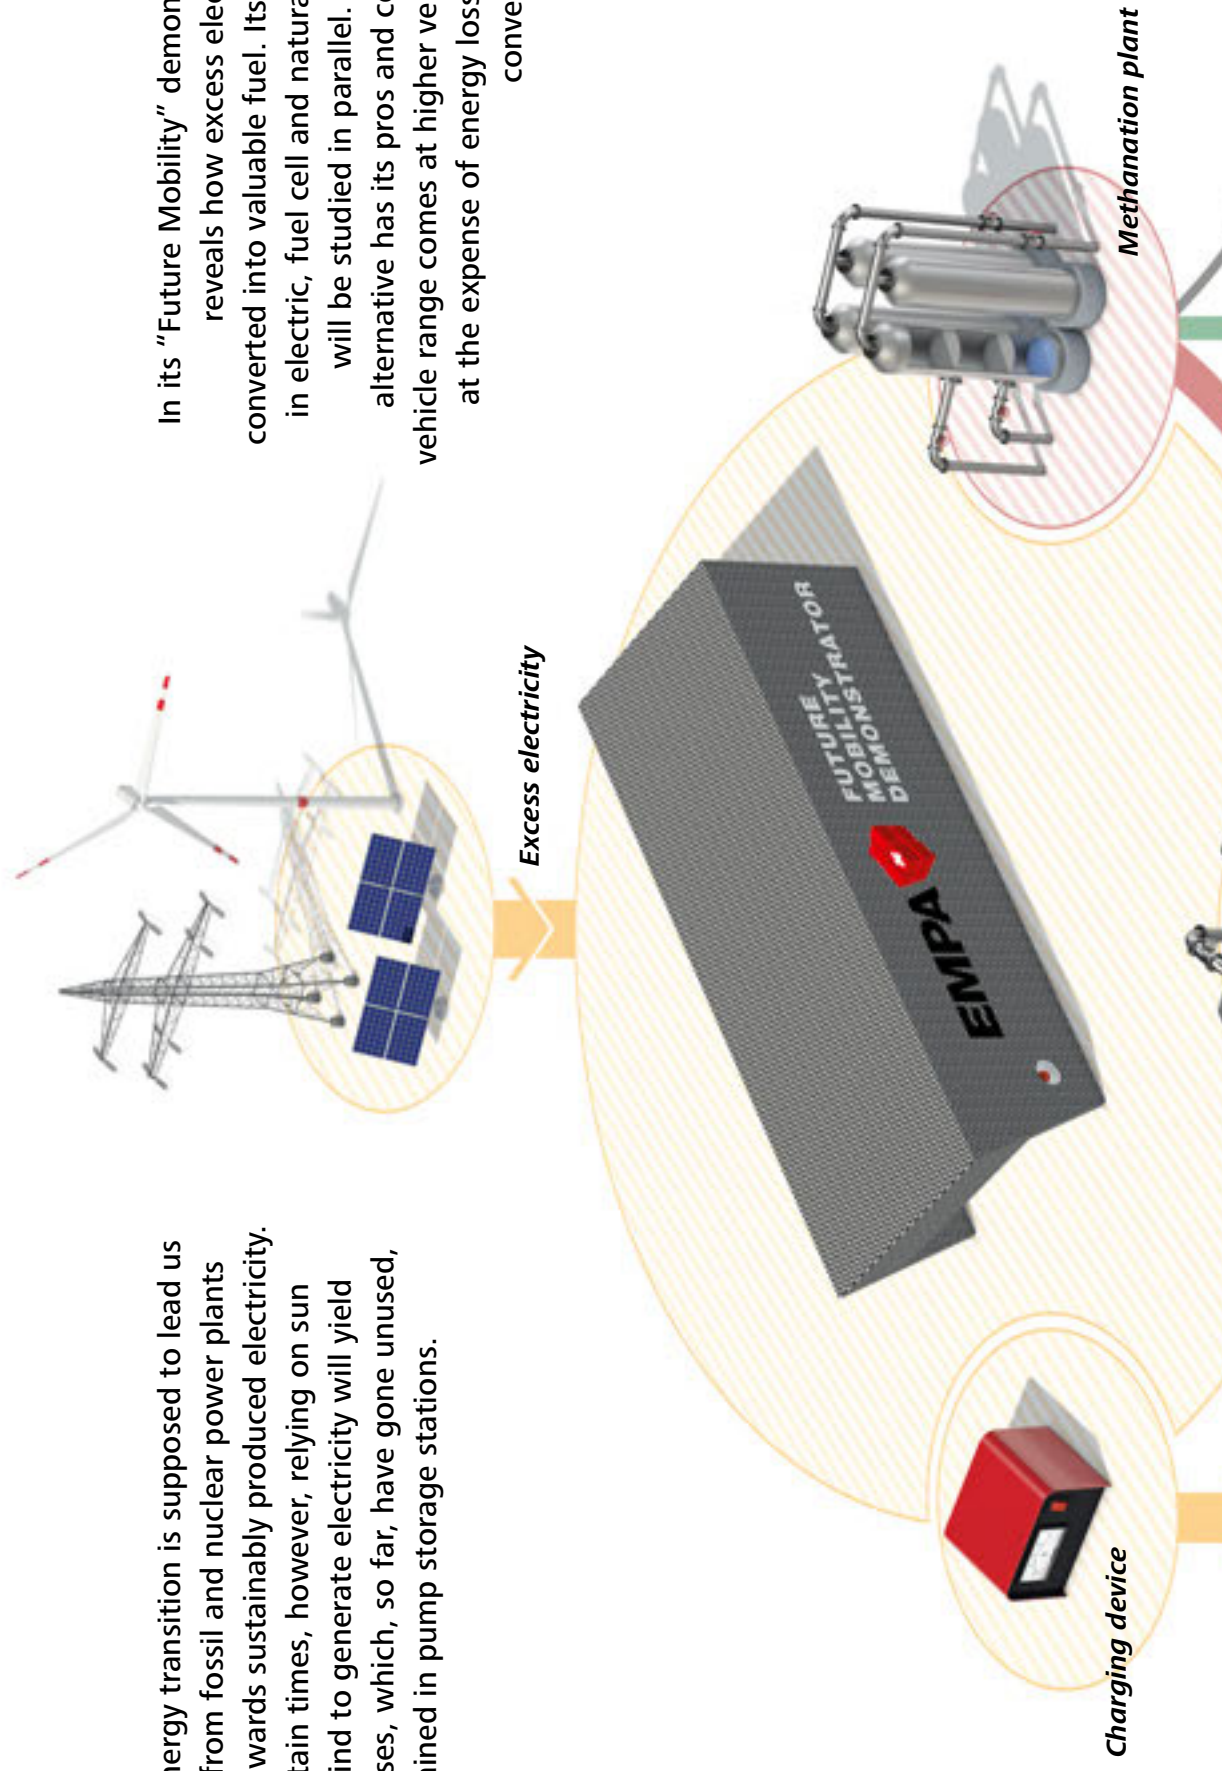 nergy transition is supposed to lead us
from fossil and nuclear power plants
wards sustainably produced electricity.
tain times, however, relying on sun
ind to generate electricity will yield
ses, which, so far, have gone unused,
ained in pump storage stations.
In its “Future Mobility” demon
reveals how excess elec
converted into valuable fuel. Its
in electric, fuel cell and natura
will be studied in parallel.
alternative has its pros and co
vehicle range comes at higher ve
at the expense of energy loss
conve
Excess electricity
EMPA
FUTURE
MOBILITY
DEMONSTRATOR
Charging device
Methanation plant